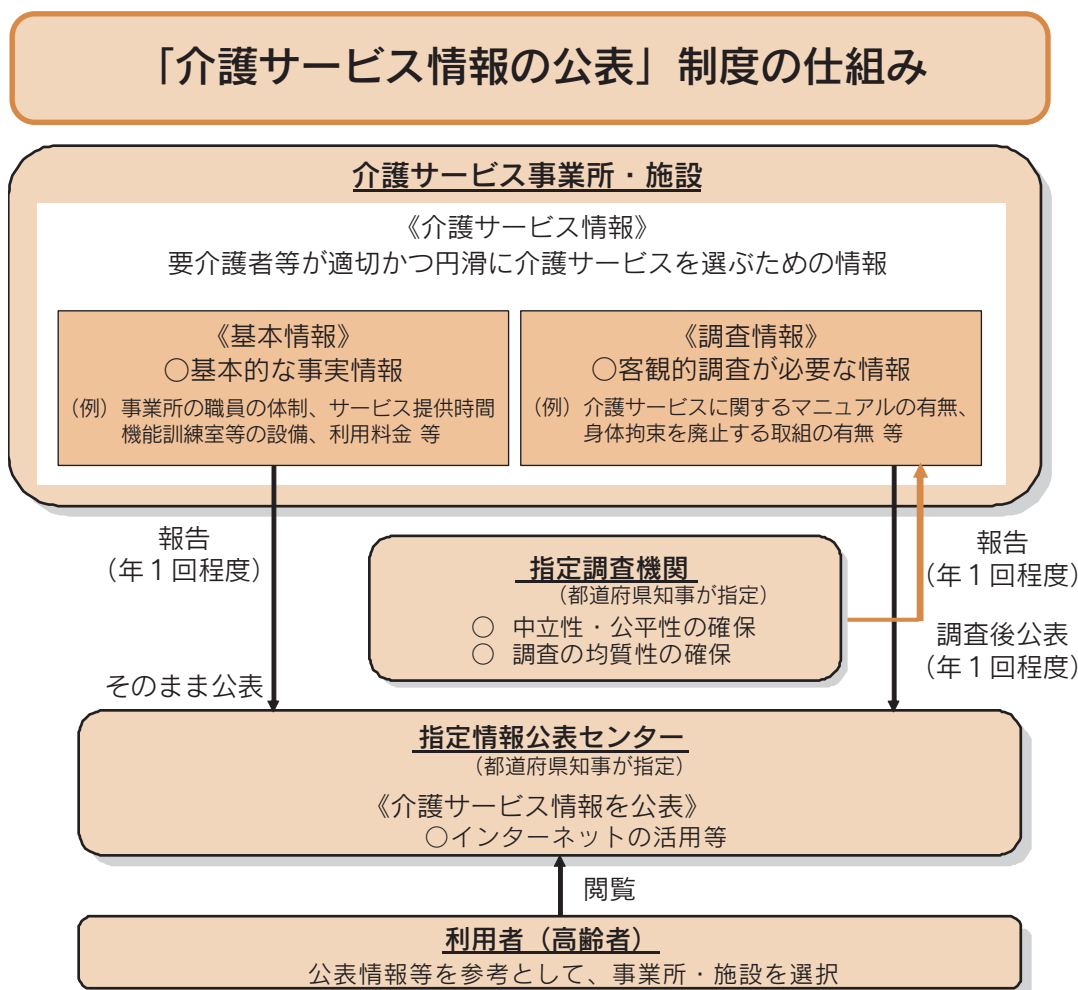 「介護サービス情報の公表」制度の仕組み
介護サービス事業所・施設
《介護サービス情報》
要介護者等が適切かつ円滑に介護サービスを選ぶための情報
《基本情報》
○基本的な事実情報
（例）事業所の職員の体制、サービス提供時間
機能訓練室等の設備、利用料金 等
《調査情報》
○客観的調査が必要な情報
（例）介護サービスに関するマニュアルの有無、
身体拘束を廃止する取組の有無 等
報告
（年１回程度）
そのまま公表
指定調査機関
（都道府県知事が指定）
○ 中立性・公平性の確保
○ 調査の均質性の確保
報告
（年１回程度）
調査後公表
（年１回程度）
指定情報公表センター
（都道府県知事が指定）
《介護サービス情報を公表》
○インターネットの活用等
閲覧
利用者（高齢者）
公表情報等を参考として、事業所・施設を選択